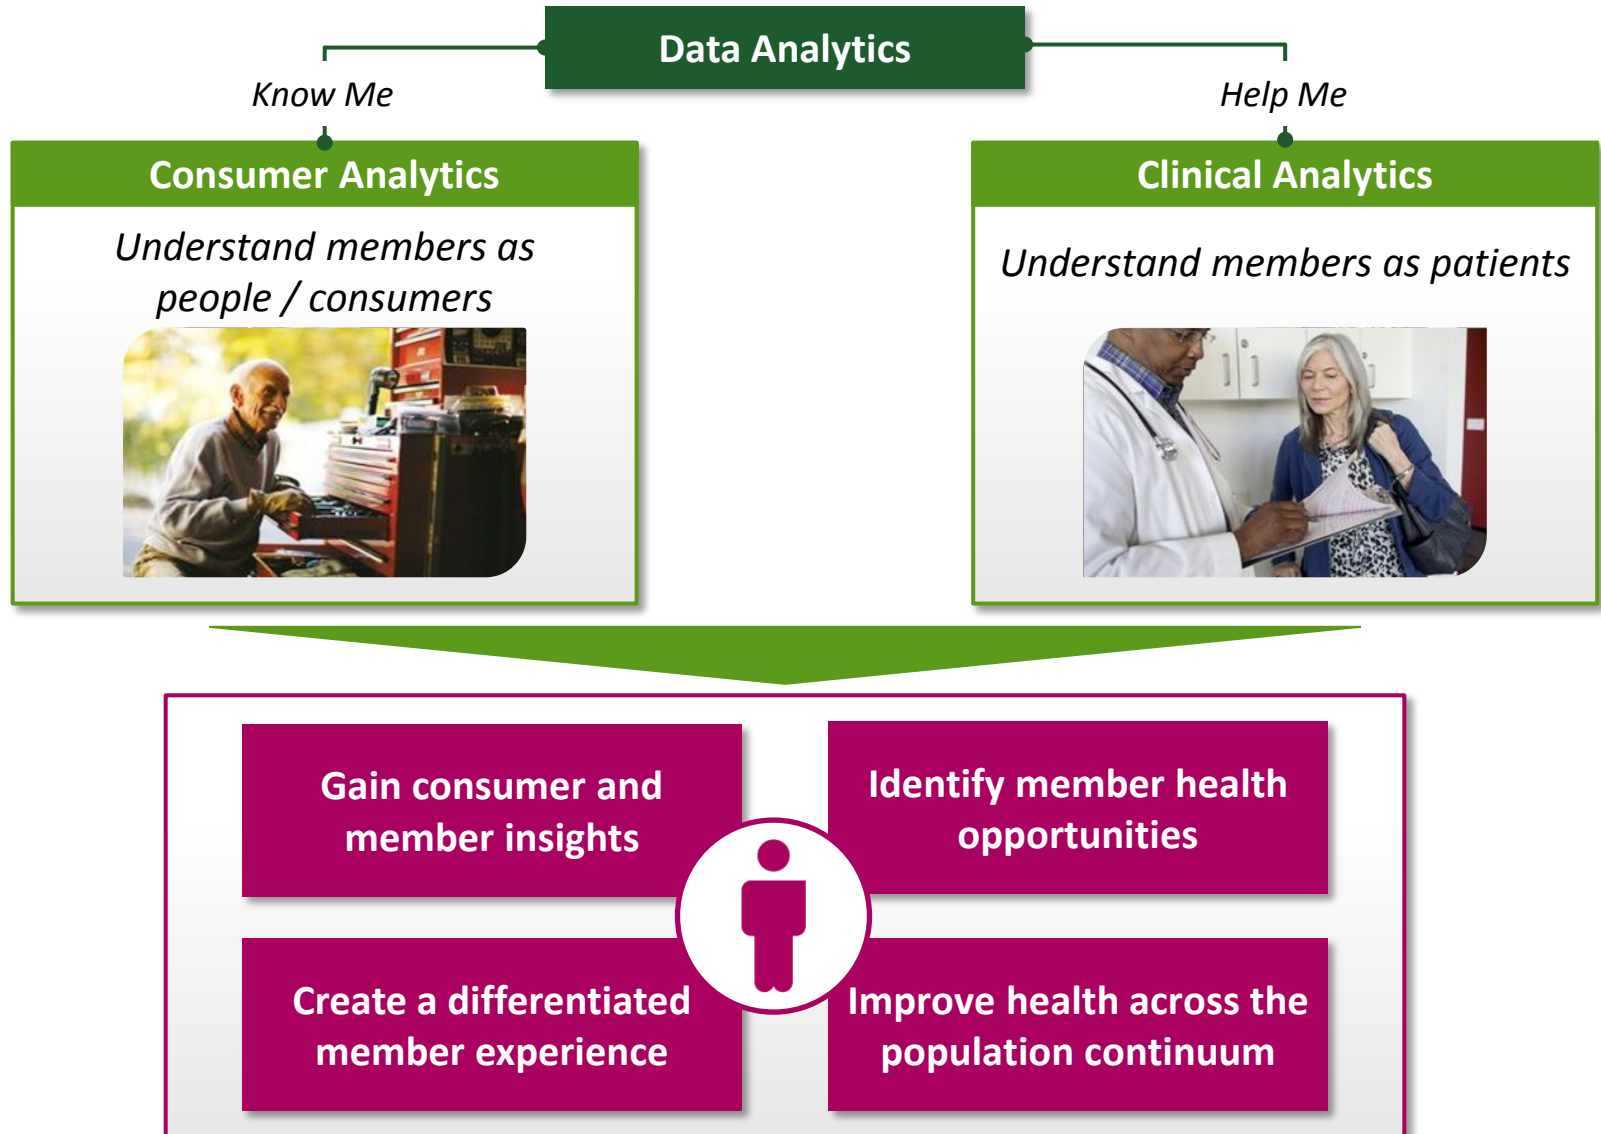 Data Analytics
Know Me
Help Me
Consumer Analytics
Understand members as
people / consumers
Clinical Analytics
Understand members as patients
Gain consumer and
member insights
Identify member health
opportunities
Create a differentiated
member experience
Improve health across the
population continuum